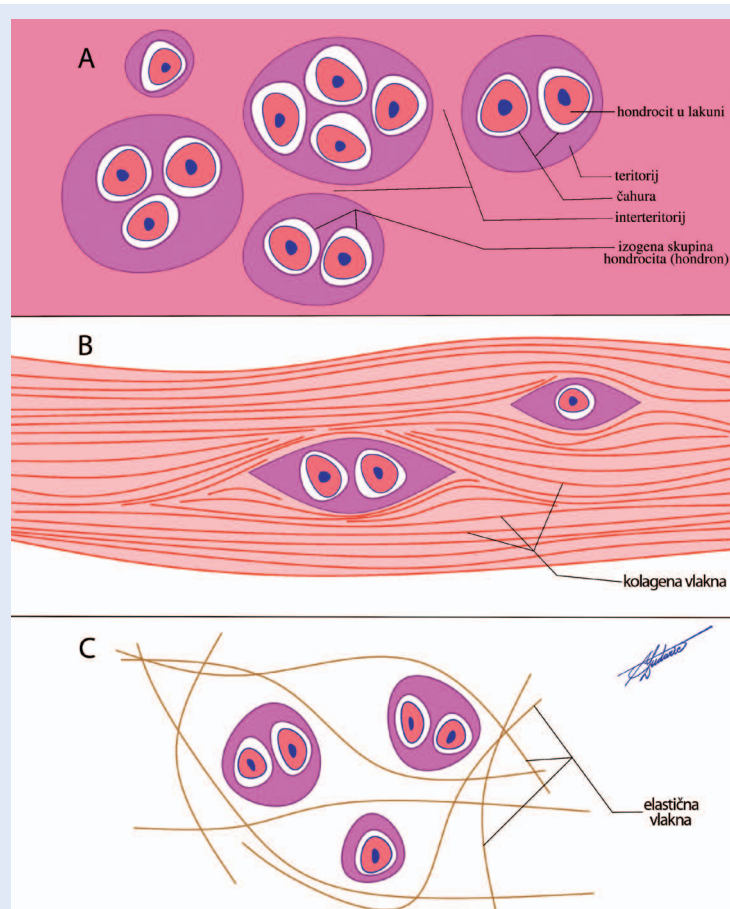 A
hondrocit u lakuni
teritorij
čahura
interteritorij
izogena skupina
hondrocita (hondron)
B
kolagena vlakna
C
elastična
vlakna